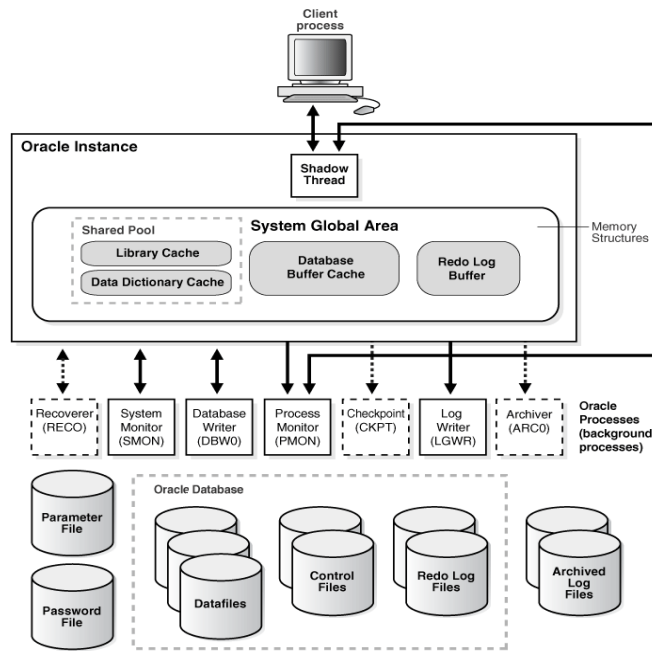 Client
process
Oracle Instance
Shadow
Thread
System Global Area
Shared Pool
Library Cache
Data Dictionary Cache
Database
Buffer Cache
Redo Log
Buffer
Memory
Structures
Recoverer
(RECO)
System
Monitor
(SMON)
Database
Writer
(DBW0)
Process
Monitor
(PMON)
Checkpoint
(CKPT)
Log
Writer
(LGWR)
Archiver
(ARC0)
Oracle
Processes
(background
processes)
Parameter
File
Password
File
Oracle Database
Datafiles
Control
Files
Redo Log
Files
Archived
Log
Files